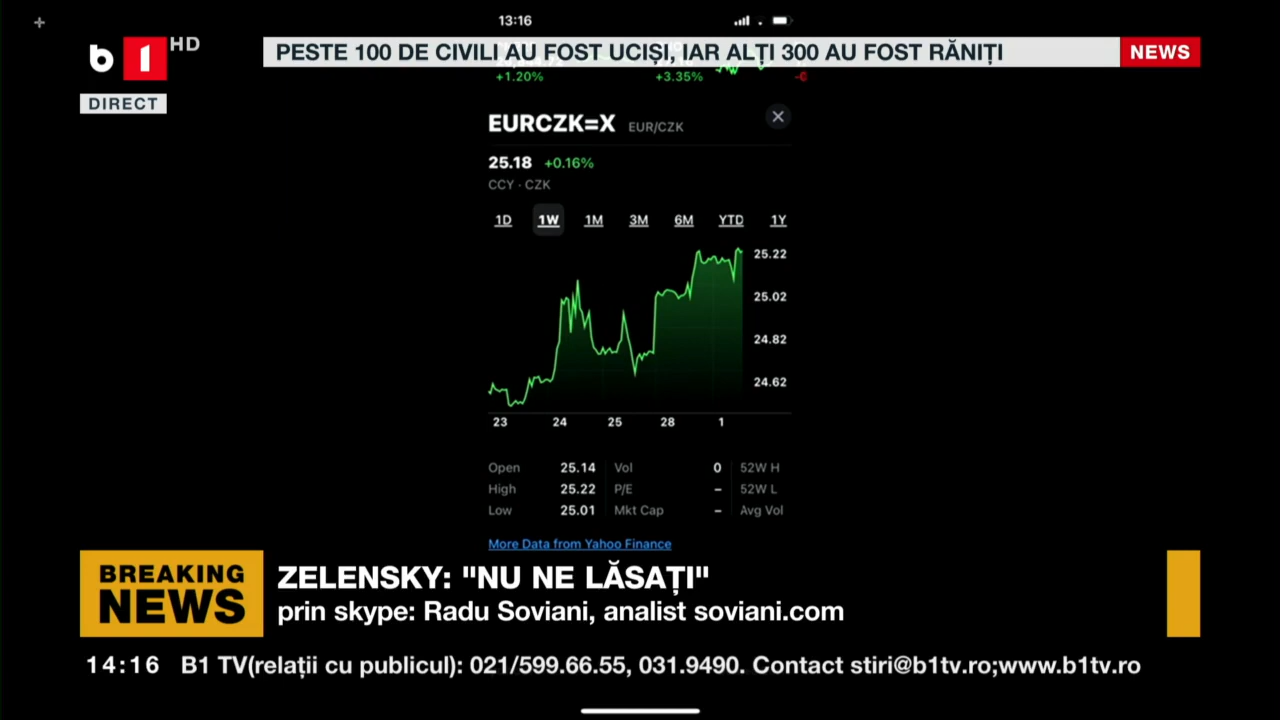 13:16
b 1 HD
PESTE 100 DE CIVILI AU FOST UCIȘI, IAR ALȚI 300 AU FOST RĂNIȚI
NEWS
DIRECT
+1.20%
+3.35%
EURCZK=X EUR/CZK
25.18 +0.16%
CCY · CZK
1D 1W 1M 3M 6M YTD 1Y
25.22
25.02
24.82
24.62
23 24 25 28 1
Open 25.14 Vol 0 52W H
High 25.22 P/E – 52W L
Low 25.01 Mkt Cap – Avg Vol
More Data from Yahoo Finance
BREAKING
NEWS
ZELENSKY: "NU NE LĂSAȚI"
prin skype: Radu Soviani, analist soviani.com
14:16 B1 TV(relații cu publicul): 021/599.66.55, 031.9490. Contact stiri@b1tv.ro;www.b1tv.ro